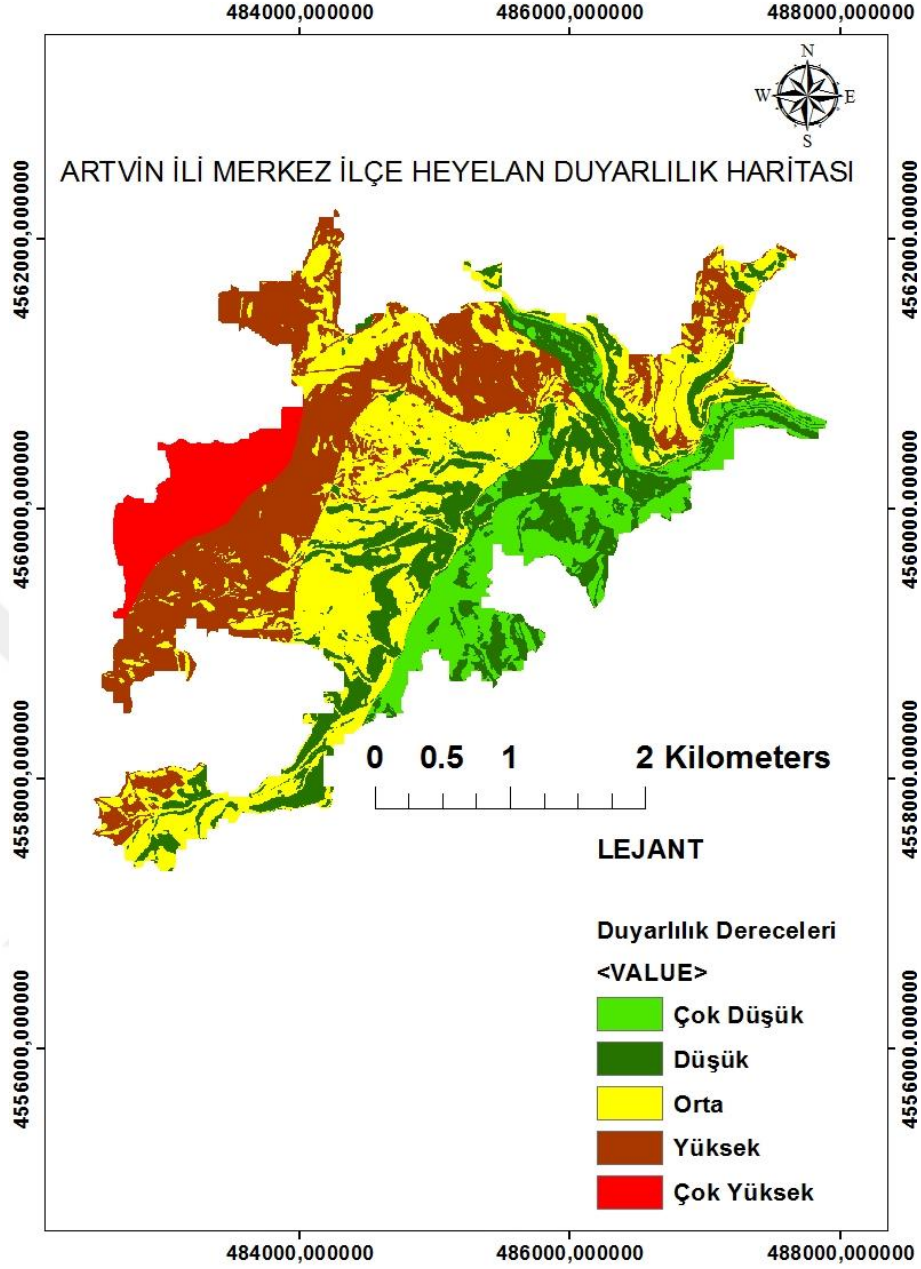 484000,000000 486000,000000 488000,000000
N
W E
S
ARTVİN İLİ MERKEZ İLÇE HEYELAN DUYARLILIK HARİTASI
4562000,000000 4562000,000000
4560000,000000 4560000,000000
0 0.5 1 2 Kilometers
4558000,000000 4558000,000000
LEJANT
Duyarlılık Dereceleri
<VALUE>
Çok Düşük
Düşük
4556000,000000 4556000,000000
Orta
Yüksek
Çok Yüksek
484000,000000 486000,000000 488000,000000